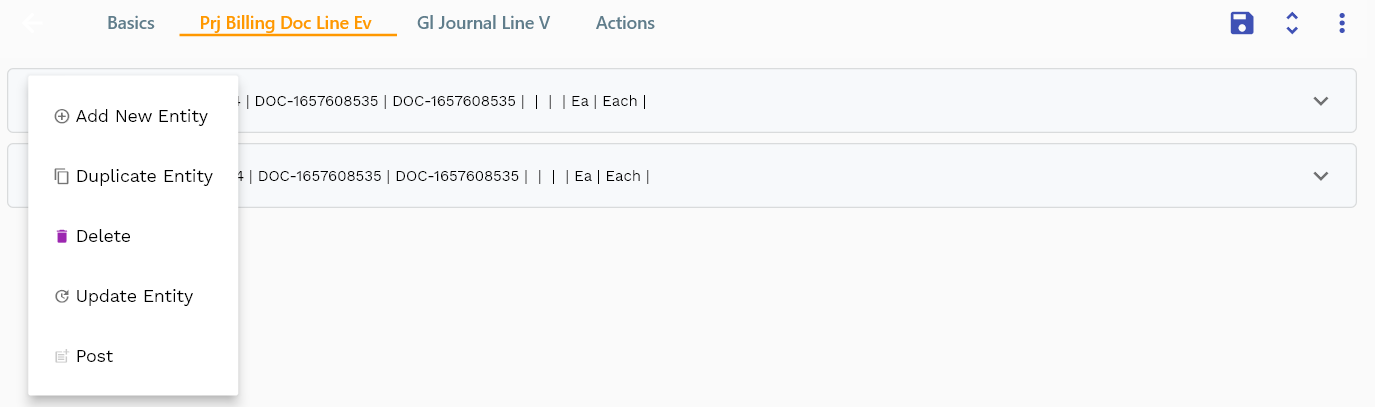 Basics Prj Billing Doc Line Ev Gl Journal Line V Actions
| DOC-1657608535 | DOC-1657608535 | | | | Ea | Each |
4 | DOC-1657608535 | DOC-1657608535 | | | | Ea | Each |
Add New Entity
Duplicate Entity
Delete
Update Entity
Post